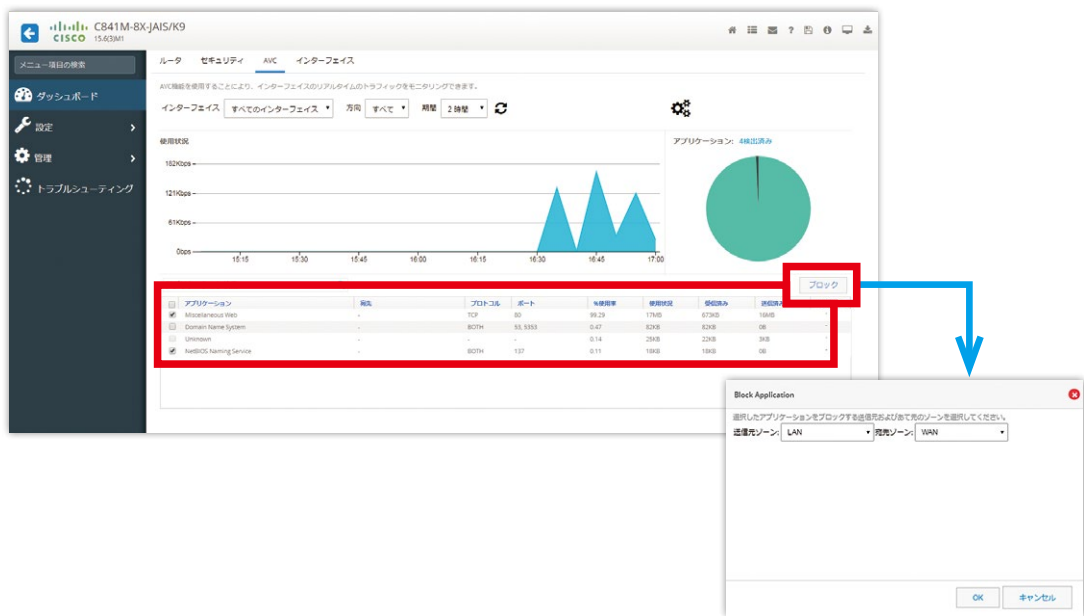 CISCO C841M-8X-JAIS/K9
15.6(3)M1
メニュー項目の検索
ダッシュボード
設定
管理
トラブルシューティング
ルータ セキュリティ AVC インターフェイス
AVC機能を使用することにより、インターフェイスのリアルタイムのトラフィックをモニタリングできます。
インターフェイス すべてのインターフェイス 方向 すべて 期間 2 時間
使用状況
182Kbps
121Kbps
61Kbps
0bps
15:15 15:30 15:45 16:00 16:15 16:30 16:45 17:00
アプリケーション: 4検出済み
ブロック
アプリケーション 宛先 プロトコル ポート %使用率 使用状況 受信済み 送信済み
Miscellaneous Web - TCP 80 99.29 17MB 673KB 16MB
Domain Name System - BOTH 53, 5353 0.47 82KB 82KB 0B
Unknown - - - 0.14 25KB 22KB 3KB
NetBIOS Naming Service - BOTH 137 0.11 18KB 18KB 0B
Block Application
選択したアプリケーションをブロックする送信元およびあて先のゾーンを選択してください。
送信元ゾーン: LAN 宛先ゾーン: WAN
OK キャンセル